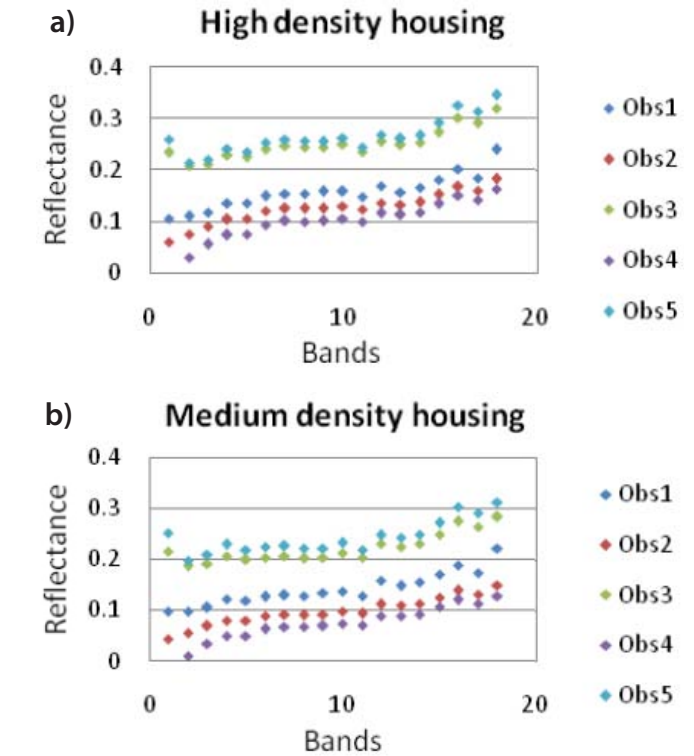 a)
High density housing
0.4
0.3
0.2
0.1
0
Reflectance
0 10 20
Bands
Obs1
Obs2
Obs3
Obs4
Obs5
b)
Medium density housing
0.4
0.3
0.2
0.1
0
Reflectance
0 10 20
Bands
Obs1
Obs2
Obs3
Obs4
Obs5